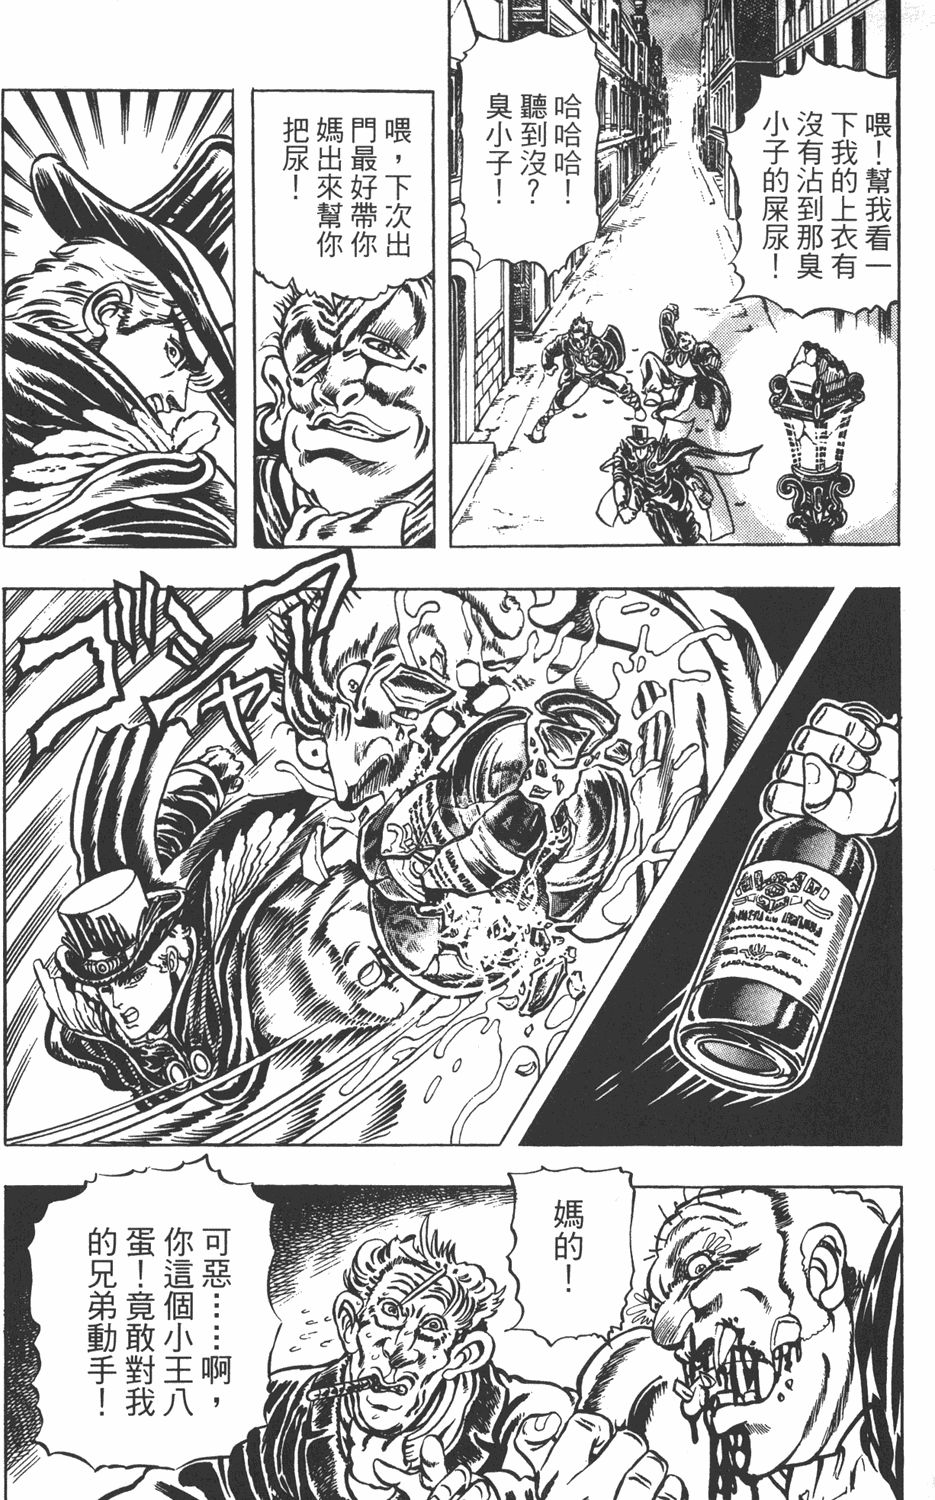 喂！幫我看一
下我的上衣有
沒有沾到那臭
小子的屎尿！
哈哈哈！
聽到沒？
臭小子！
喂，下次出
門最好帶你
媽出來幫你
把尿！
ゴシャア
媽的！
可惡……啊，
你這個小王八
蛋！竟敢對我
的兄弟動手！